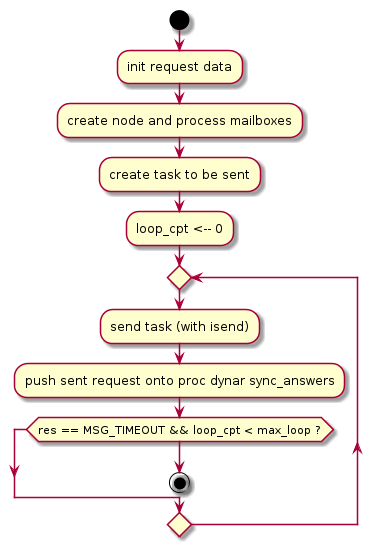 init request data
create node and process mailboxes
create task to be sent
loop_cpt <-- 0
send task (with isend)
push sent request onto proc dynar sync_answers
res == MSG_TIMEOUT && loop_cpt < max_loop ?